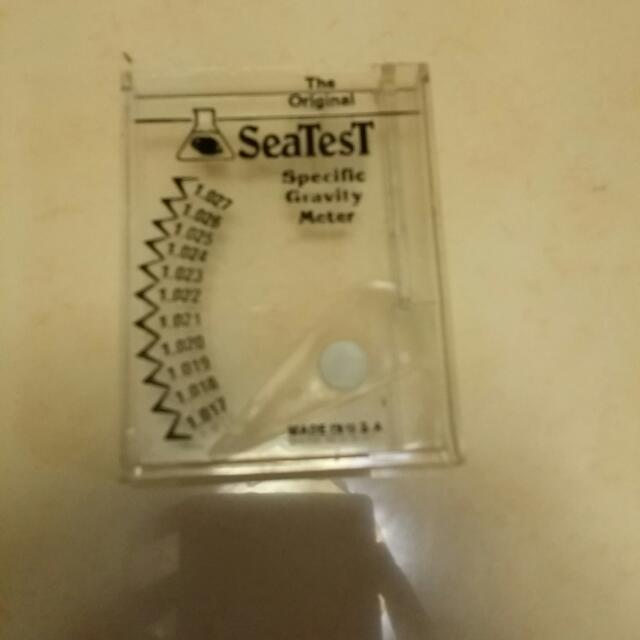 The
Original
SeaTesT
Specific
Gravity
Meter
1.027
1.026
1.025
1.024
1.023
1.022
1.021
1.020
1.019
1.018
1.017
MADE IN U S A